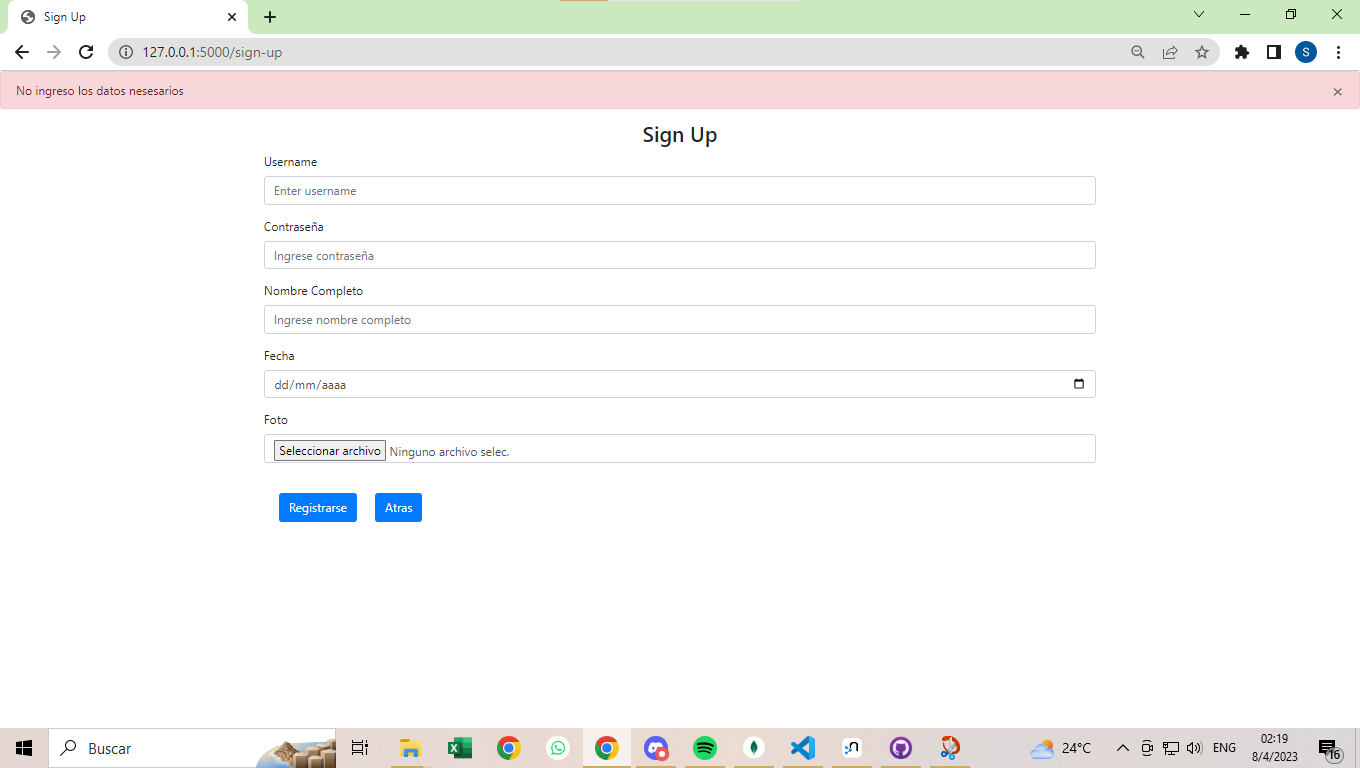 Sign Up
127.0.0.1:5000/sign-up
S
No ingreso los datos nesesarios
×
Sign Up
Username
Enter username
Contraseña
Ingrese contraseña
Nombre Completo
Ingrese nombre completo
Fecha
dd/mm/aaaa
Foto
Seleccionar archivo Ninguno archivo selec.
Registrarse Atras
Buscar
24°C
ENG
02:19
8/4/2023
16